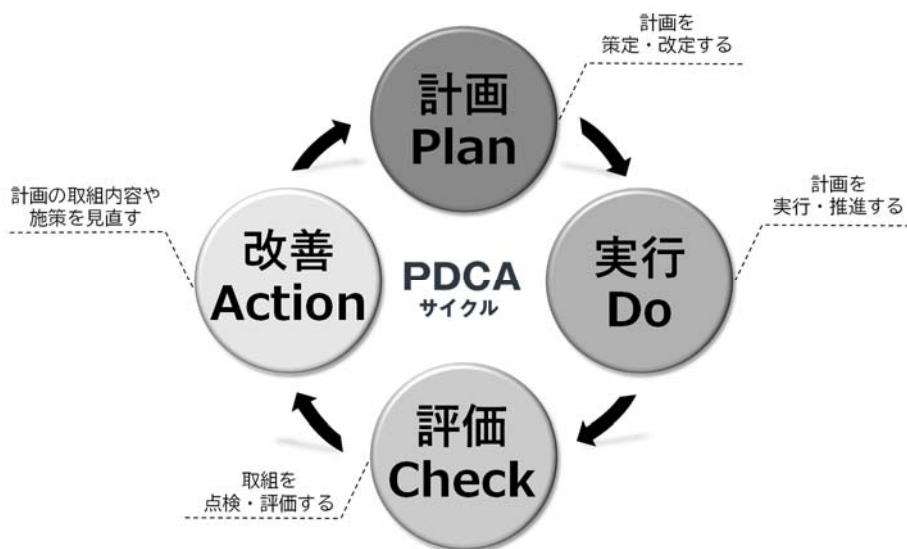 計画を
策定・改定する
計画
Plan
計画を
実行・推進する
実行
Do
計画の取組内容や
施策を見直す
改善
Action
PDCA
サイクル
評価
Check
取組を
点検・評価する